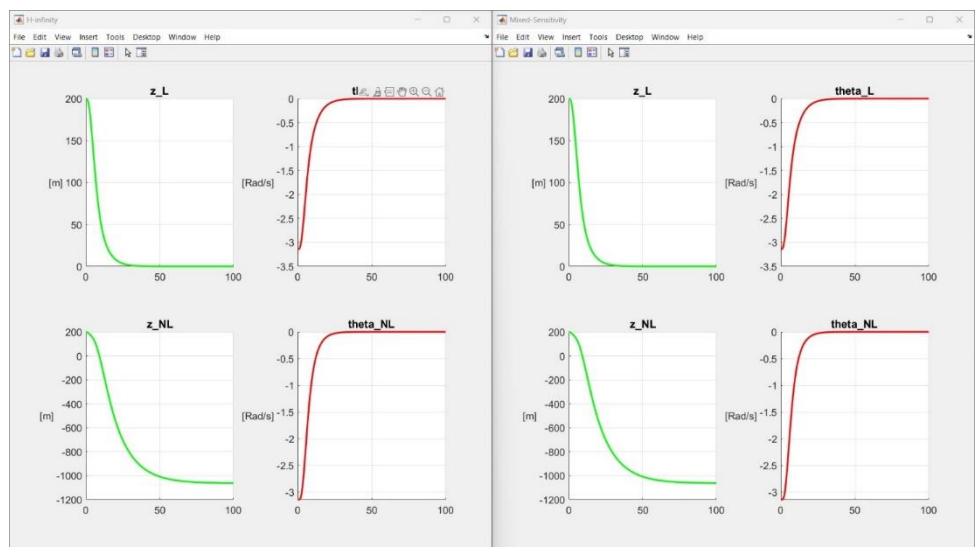 H-infinity
File Edit View Insert Tools Desktop Window Help
z_L
200
150
[m] 100
50
0
0 50 100
0
-0.5
-1
-1.5
[Rad/s]
-2
-2.5
-3
-3.5
0 50 100
z_NL
200
0
-200
-400
[m]
-600
-800
-1000
-1200
0 50 100
theta_NL
0
-0.5
-1
[Rad/s] -1.5
-2
-2.5
-3
0 50 100
Mixed-Sensitivity
File Edit View Insert Tools Desktop Window Help
z_L
200
150
[m] 100
50
0
0 50 100
theta_L
0
-0.5
-1
-1.5
[Rad/s]
-2
-2.5
-3
-3.5
0 50 100
z_NL
200
0
-200
-400
[m]
-600
-800
-1000
-1200
0 50 100
theta_NL
0
-0.5
-1
[Rad/s] -1.5
-2
-2.5
-3
0 50 100